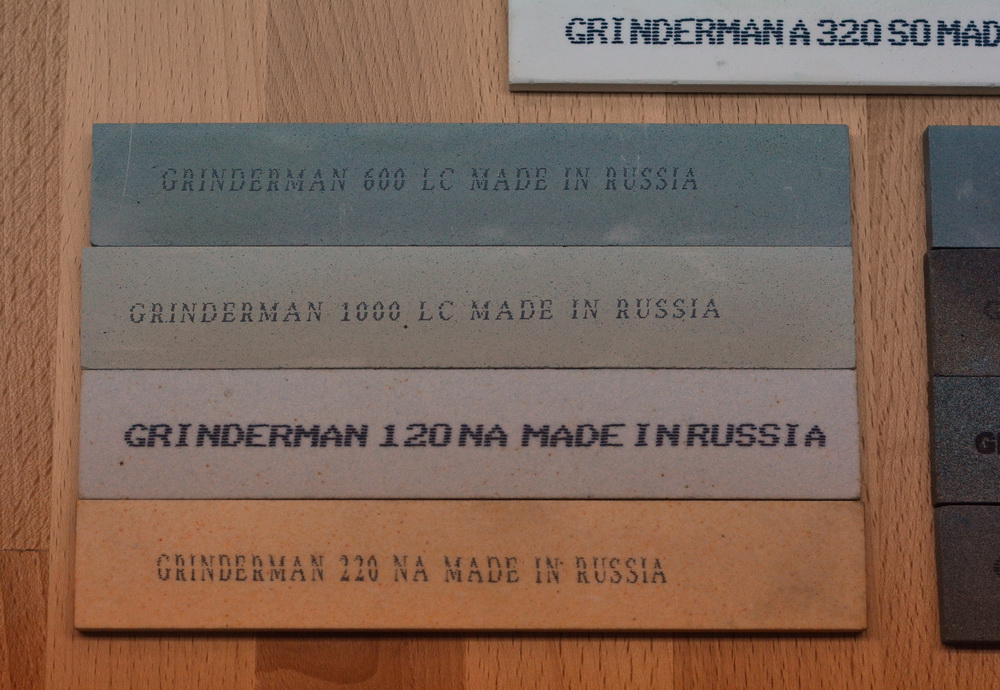 GRINDERMAN A 320 SO MAD
GRINDERMAN 600 LC MADE IN RUSSIA
GRINDERMAN 1000 LC MADE IN RUSSIA
GRINDERMAN 120 NA MADE IN RUSSIA
GRINDERMAN 220 NA MADE IN RUSSIA